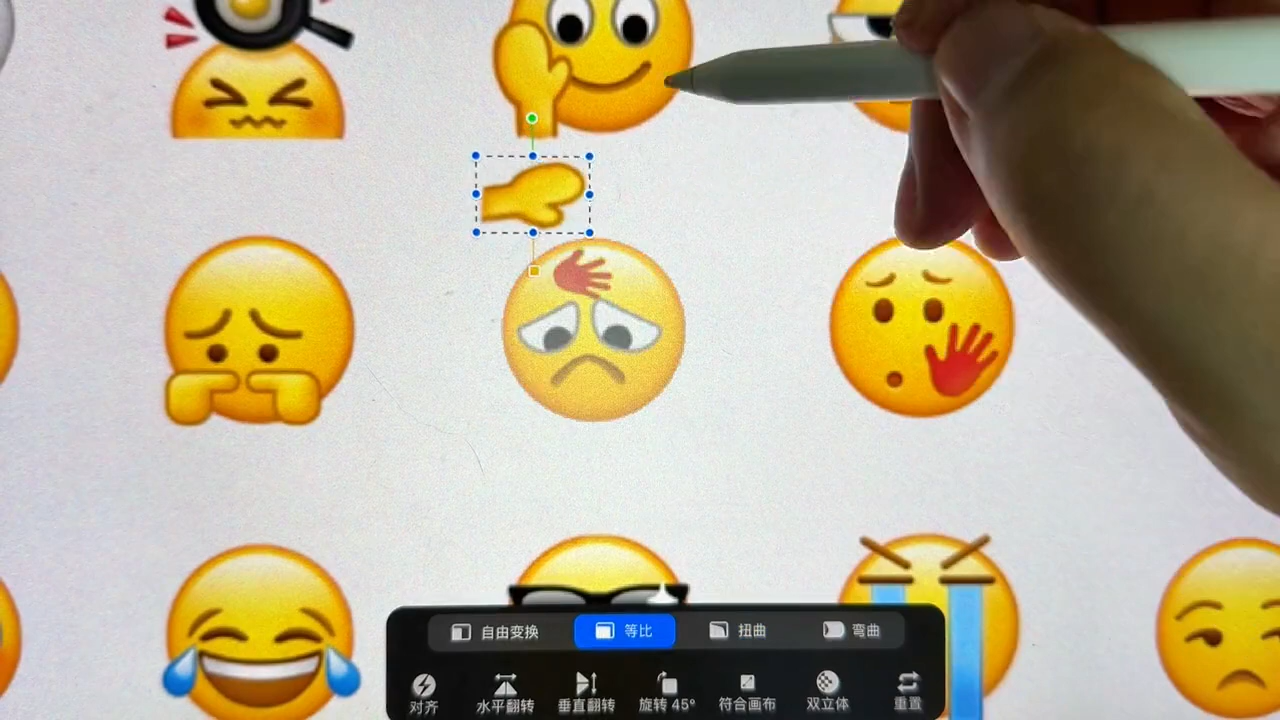 自由变换 等比 扭曲 弯曲
对齐 水平翻转 垂直翻转 旋转 45° 符合画布 双立体 重置